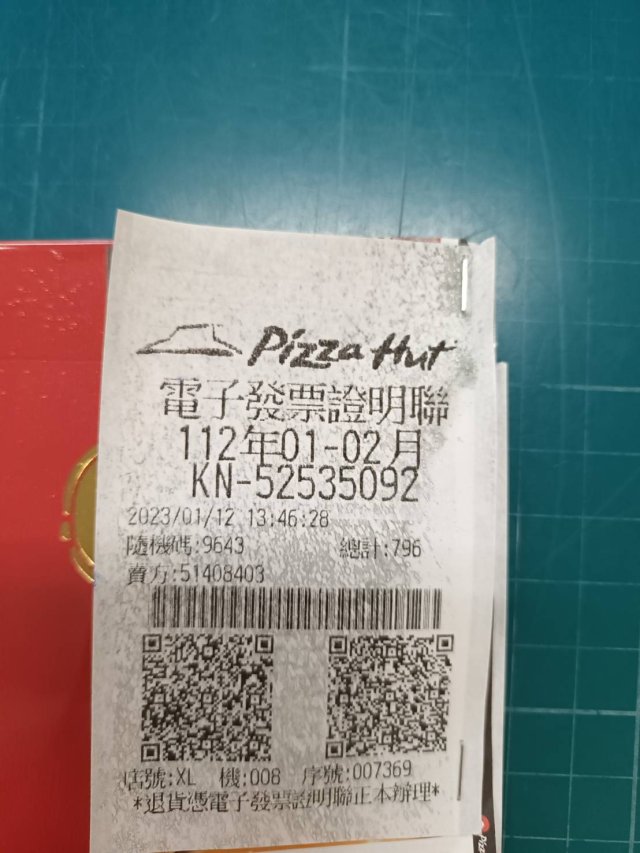 Pizza Hut
電子發票證明聯
112年01-02月
KN-52535092
2023/01/12 13:46:28
隨機碼:9643 總計:796
賣方:51408403
店號:XL 機:008 序號:007369
*退貨憑電子發票證明聯正本辦理*